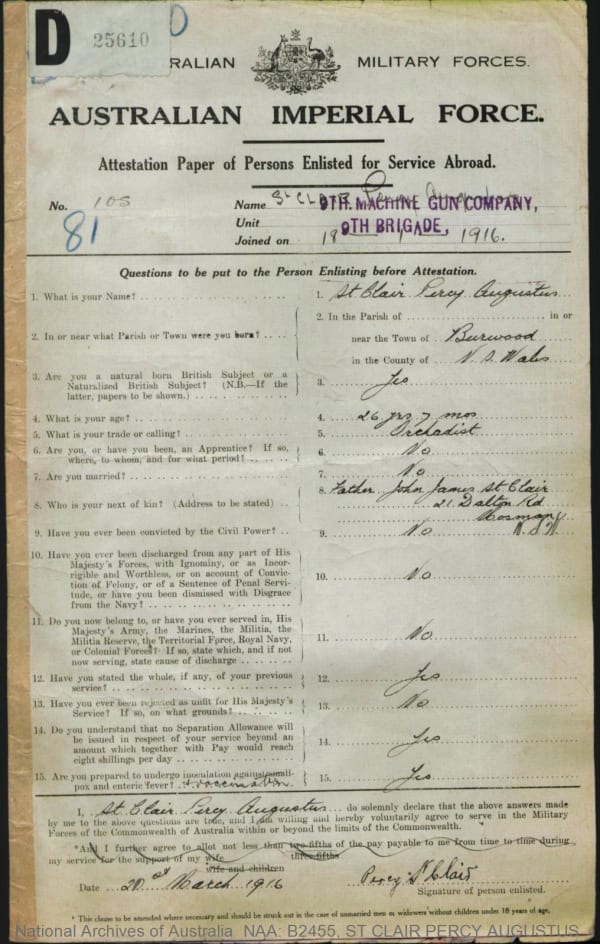 D 25610
RALIAN MILITARY FORCES.
AUSTRALIAN IMPERIAL FORCE.
Attestation Paper of Persons Enlisted for Service Abroad.
No. 105 Name St CLAIR Percy
9TH. MACHINE GUN COMPANY,
81
Unit 9TH BRIGADE,
Joined on 18 1916.
Questions to be put to the Person Enlisting before Attestation.
1. What is your Name? 1. St Clair Percy Augustus
2. In or near what Parish or Town were you born? 2. In the Parish of in or
near the Town of Burwood
in the County of N. S. Wales
3. Are you a natural born British Subject or a
Naturalized British Subject? (N.B.—If the
latter, papers to be shown.) 3. Yes
4. What is your age? 4. 26 yrs 7 mos
5. What is your trade or calling? 5. Orchadist
6. Are you, or have you been, an Apprentice? If so,
where, to whom, and for what period? 6. No
7. Are you married? 7. No
8. Who is your next of kin? (Address to be stated) 8. Father John James St Clair
21 Dalton Rd
Mosman
N.S.W
9. Have you ever been convicted by the Civil Power? 9. No
10. Have you ever been discharged from any part of His
Majesty's Forces, with Ignominy, or as Incor-
rigible and Worthless, or on account of Convic-
tion of Felony, or of a Sentence of Penal Servi-
tude, or have you been dismissed with Disgrace
from the Navy? 10. No
11. Do you now belong to, or have you ever served in, His
Majesty's Army, the Marines, the Militia, the
Militia Reserve, the Territorial Force, Royal Navy,
or Colonial Forces? If so, state which, and if not
now serving, state cause of discharge 11. No
12. Have you stated the whole, if any, of your previous
service? 12. Yes
13. Have you ever been rejected as unfit for His Majesty's
Service? If so, on what grounds? 13. No
14. Do you understand that no Separation Allowance will
be issued in respect of your service beyond an
amount which together with Pay would reach
eight shillings per day 14. Yes
15. Are you prepared to undergo inoculation against small-
pox and enteric fever? + vaccination 15. Yes
I, St Clair Percy Augustus do solemnly declare that the above answers made
by me to the above questions are true, and I am willing and hereby voluntarily agree to serve in the Military
Forces of the Commonwealth of Australia within or beyond the limits of the Commonwealth.
*And I further agree to allot not less than two-fifths of the pay payable to me from time to time during
three-fifths
my service for the support of my wife
wife and children
Date 20 March 1916 Percy St Clair
Signature of person enlisted.
* This clause to be amended where necessary and should be struck out in the case of unmarried men or widowers without children under 18 years of age.
National Archives of Australia NAA: B2455, ST CLAIR PERCY AUGUSTUS